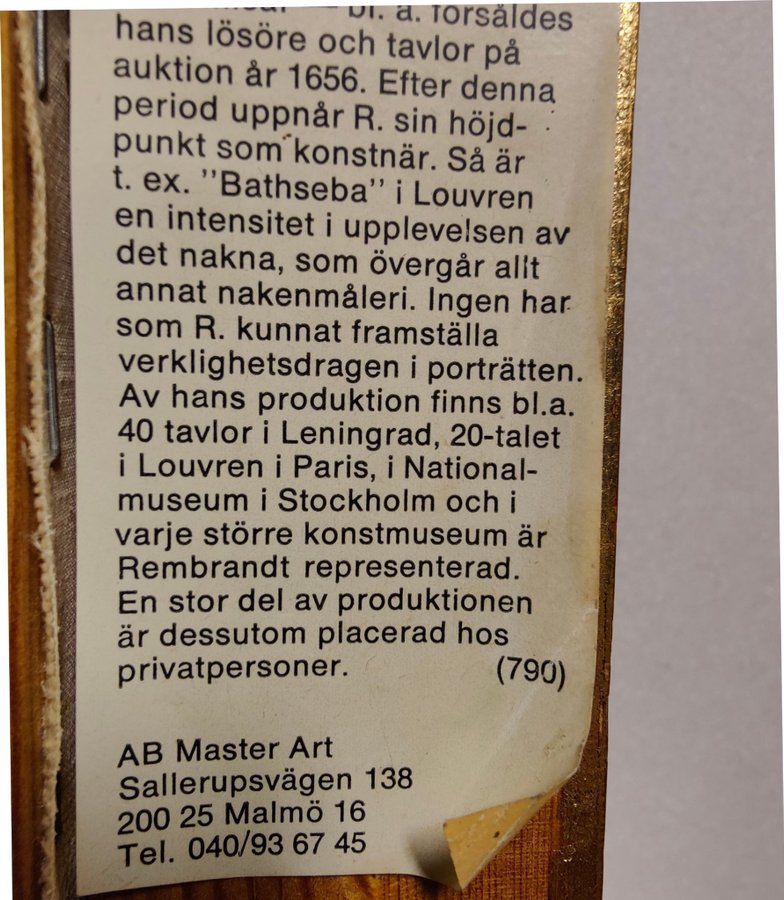 bl. a. försåldes
hans lösöre och tavlor på
auktion år 1656. Efter denna
period uppnår R. sin höjd-
punkt som konstnär. Så är
t. ex. "Bathseba" i Louvren
en intensitet i upplevelsen av
det nakna, som övergår allt
annat nakenmåleri. Ingen har
som R. kunnat framställa
verklighetsdragen i porträtten.
Av hans produktion finns bl.a.
40 tavlor i Leningrad, 20-talet
i Louvren i Paris, i National-
museum i Stockholm och i
varje större konstmuseum är
Rembrandt representerad.
En stor del av produktionen
är dessutom placerad hos
privatpersoner. (790)
AB Master Art
Sallerupsvägen 138
200 25 Malmö 16
Tel. 040/93 67 45